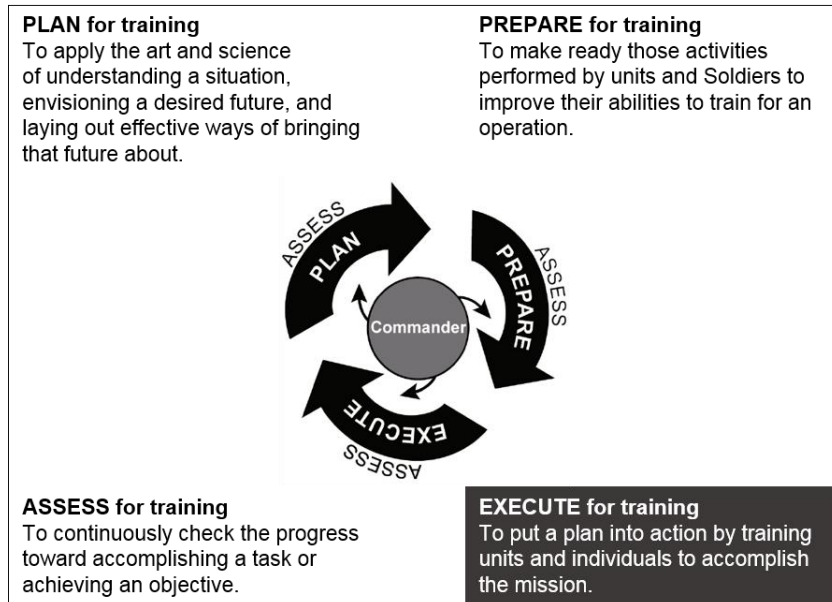 PLAN for training
To apply the art and science
of understanding a situation,
envisioning a desired future, and
laying out effective ways of bringing
that future about.
PREPARE for training
To make ready those activities
performed by units and Soldiers to
improve their abilities to train for an
operation.
ASSESS
PLAN
PREPARE
ASSESS
Commander
EXECUTE
ASSESS
ASSESS for training
To continuously check the progress
toward accomplishing a task or
achieving an objective.
EXECUTE for training
To put a plan into action by training
units and individuals to accomplish
the mission.